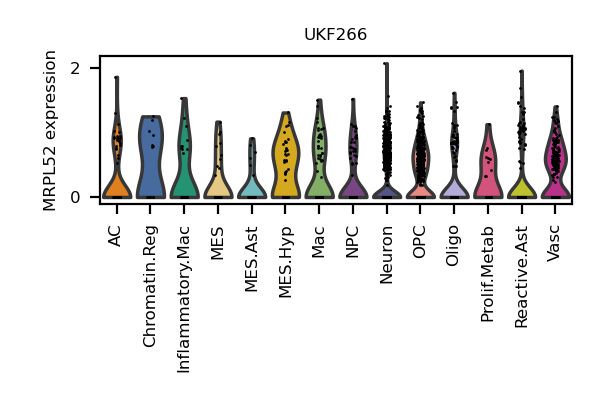 UKF266
MRPL52 expression
2
0
AC
Chromatin.Reg
Inflammatory.Mac
MES
MES.Ast
MES.Hyp
Mac
NPC
Neuron
OPC
Oligo
Prolif.Metab
Reactive.Ast
Vasc